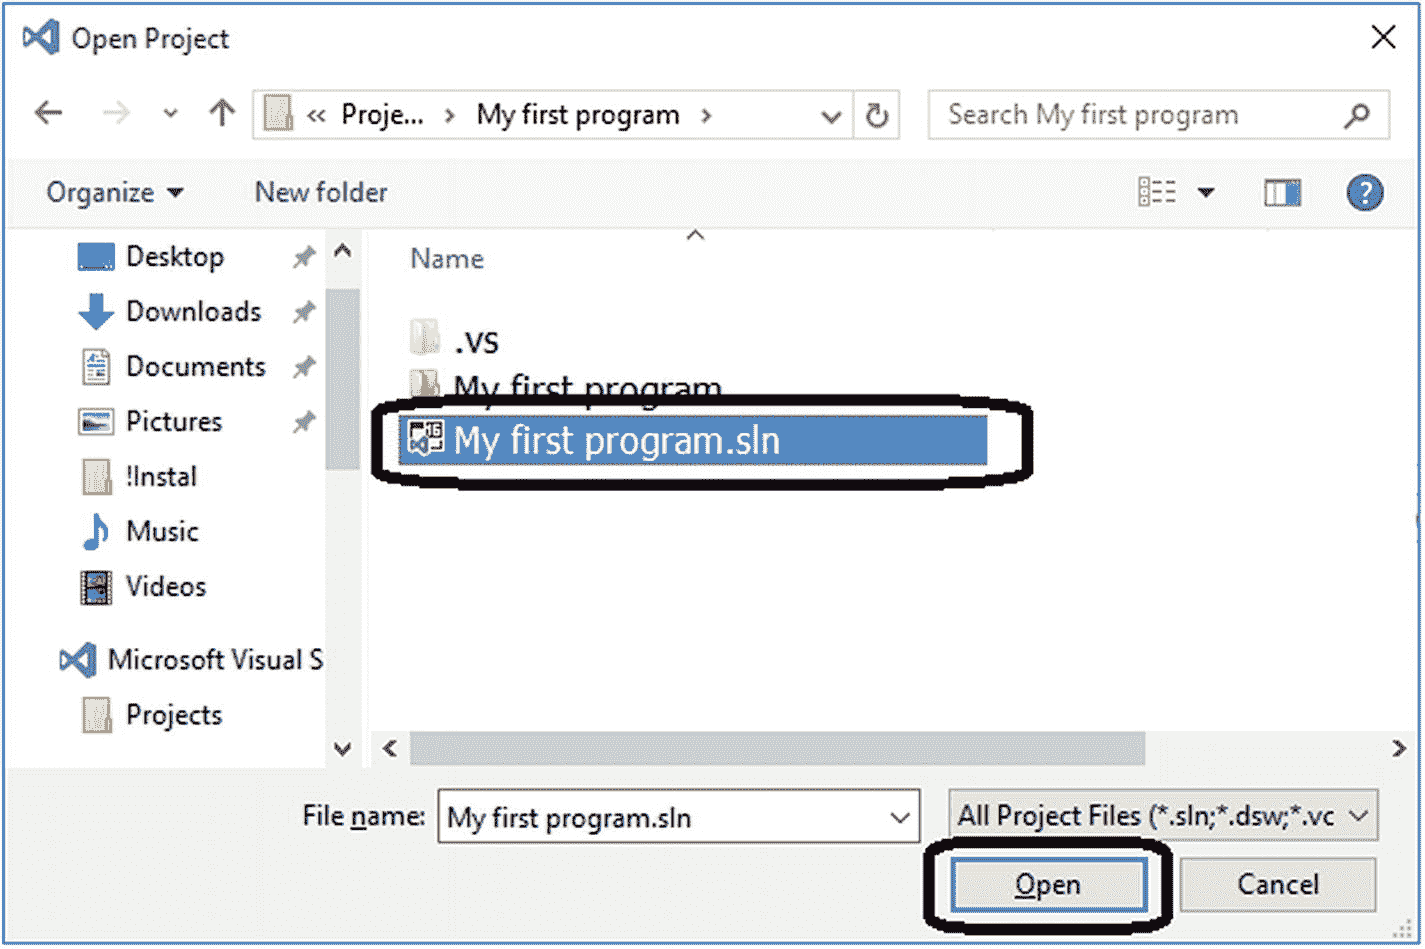 Open Project
« Proje... > My first program >
Search My first program
Organize
New folder
?
Desktop
Downloads
Documents
Pictures
!Instal
Music
Videos
Microsoft Visual S
Projects
Name
.vs
My first program
My first program.sln
File name:
My first program.sln
All Project Files (*.sln;*.dsw;*.vc
Open
Cancel